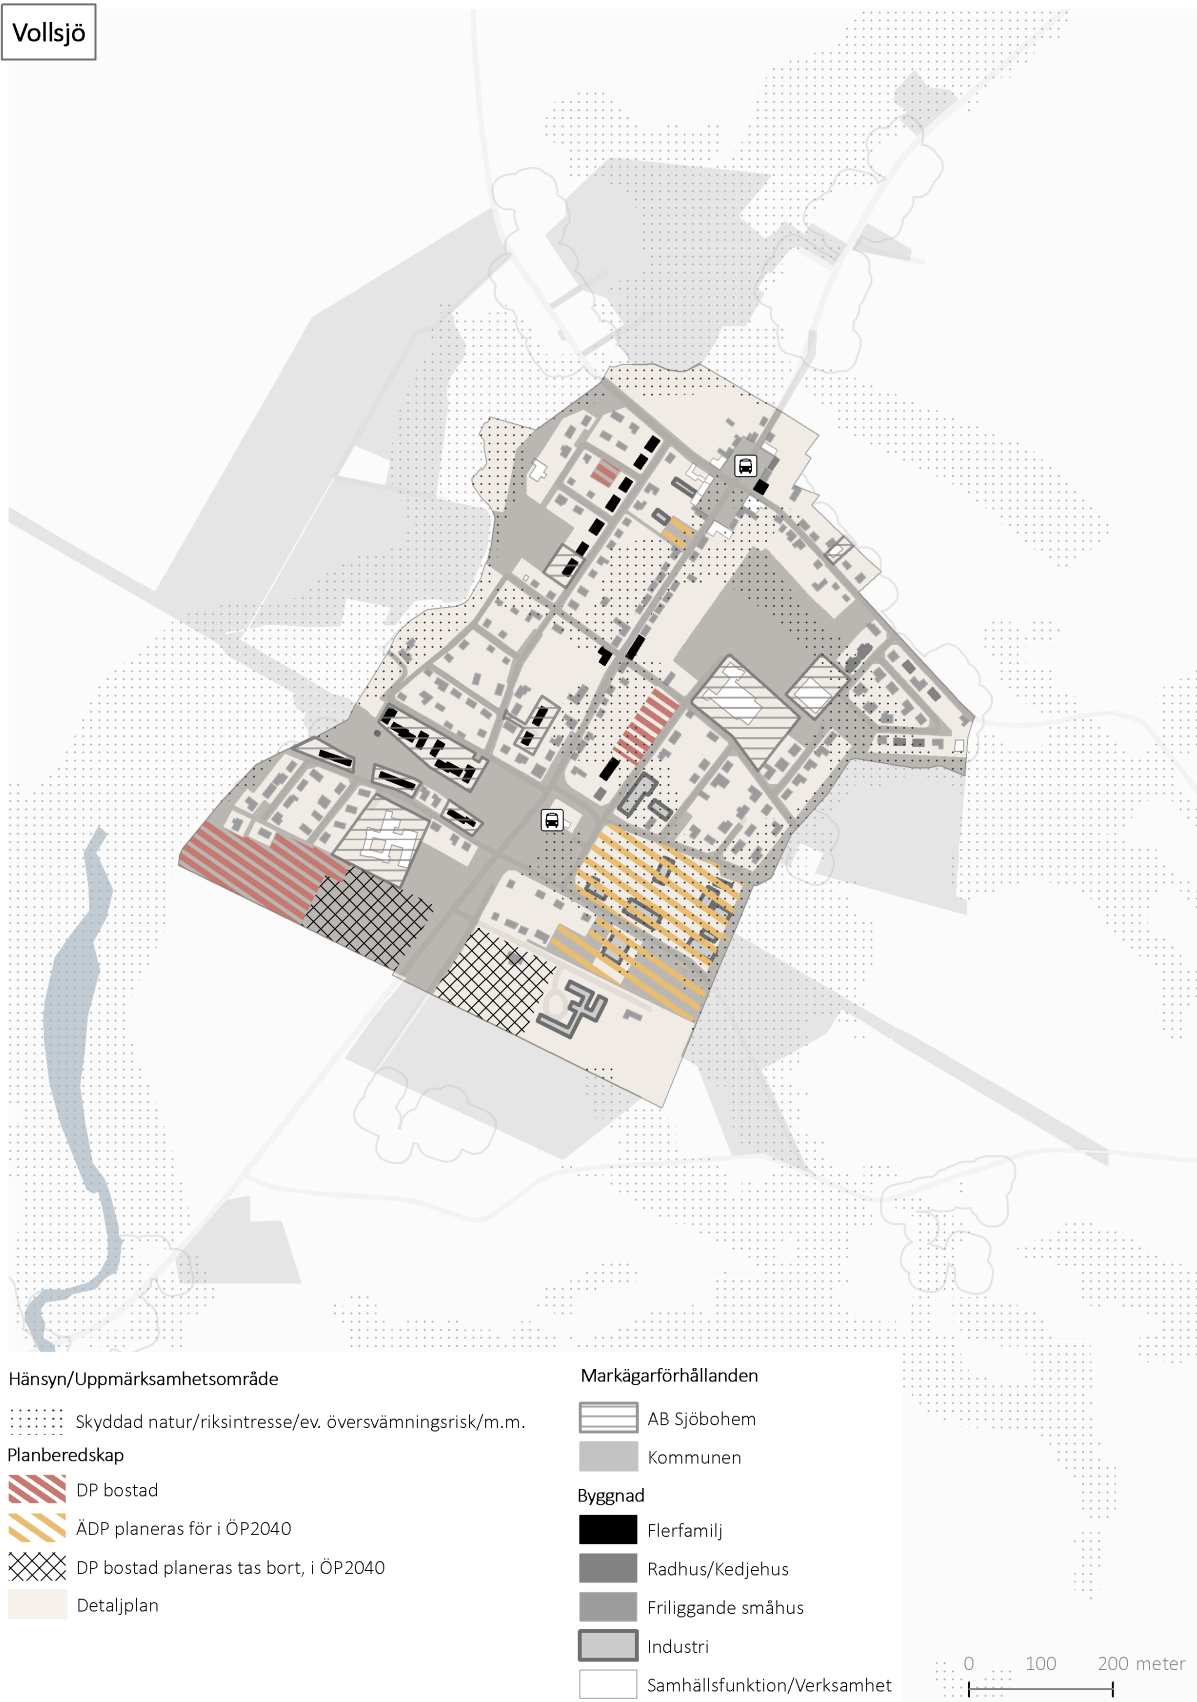 Vollsjö
Hänsyn/Uppmärksamhetsområde
Skyddad natur/riksintresse/ev. översvämningsrisk/m.m.
Planberedskap
DP bostad
ÄDP planeras för i ÖP2040
DP bostad planeras tas bort, i ÖP2040
Detaljplan
Markägarförhållanden
AB Sjöbohem
Kommunen
Byggnad
Flerfamilj
Radhus/Kedjehus
Friliggande småhus
Industri
Samhällsfunktion/Verksamhet
0 100 200 meter